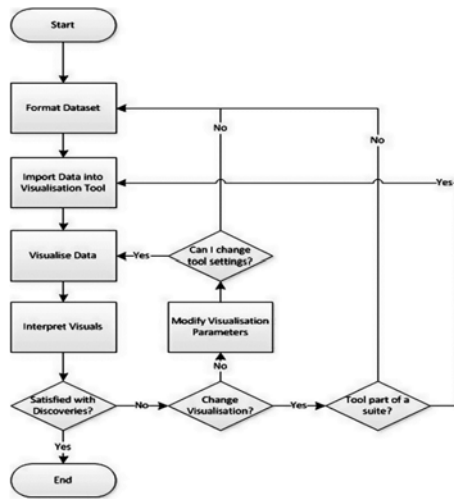 Start
Format Dataset
No
No
Import Data into
Visualisation Tool
Yes
Visualise Data
Yes
Can I change
tool settings?
Interpret Visuals
Modify Visualisation
Parameters
No
Satisfied with
Discoveries?
No
Change
Visualisation?
Yes
Tool part of a
suite?
Yes
End